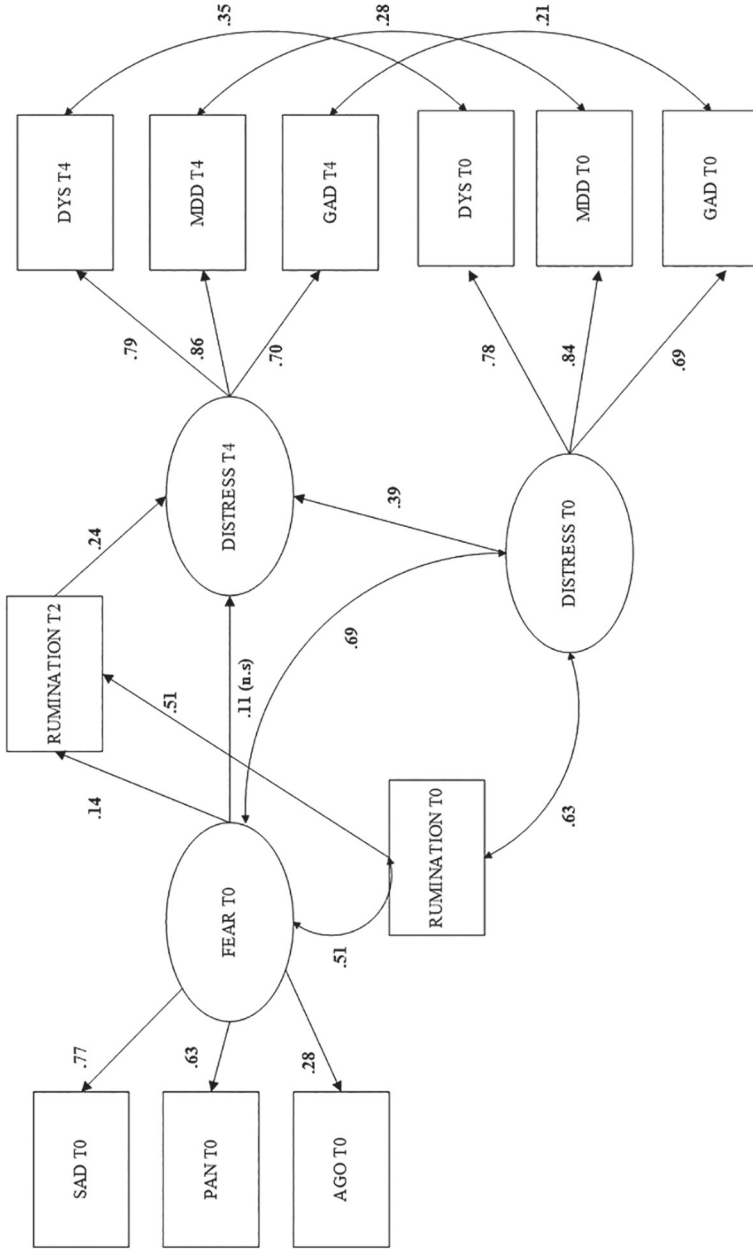 SAD T0
PAN T0
AGO T0
.77
.63
.28
FEAR T0
.14
.51
.51
.11 (n.s)
RUMINATION T2
RUMINATION T0
.24
.69
.39
.63
DISTRESS T4
DISTRESS T0
.79
.86
.70
.78
.84
.69
DYS T4
MDD T4
GAD T4
DYS T0
MDD T0
GAD T0
.35
.28
.21